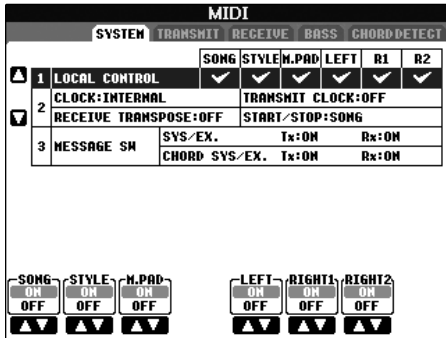 MIDI
SYSTEM TRANSMIT RECEIVE BASS CHORD DETECT
SONG STYLE M.PAD LEFT R1 R2
1 LOCAL CONTROL
2 CLOCK:INTERNAL TRANSMIT CLOCK:OFF
RECEIVE TRANSPOSE:OFF START/STOP:SONG
3 MESSAGE SW SYS/EX. Tx:ON Rx:ON
CHORD SYS/EX. Tx:ON Rx:ON
SONG STYLE M.PAD LEFT RIGHT1 RIGHT2
ON ON ON ON ON ON
OFF OFF OFF OFF OFF OFF